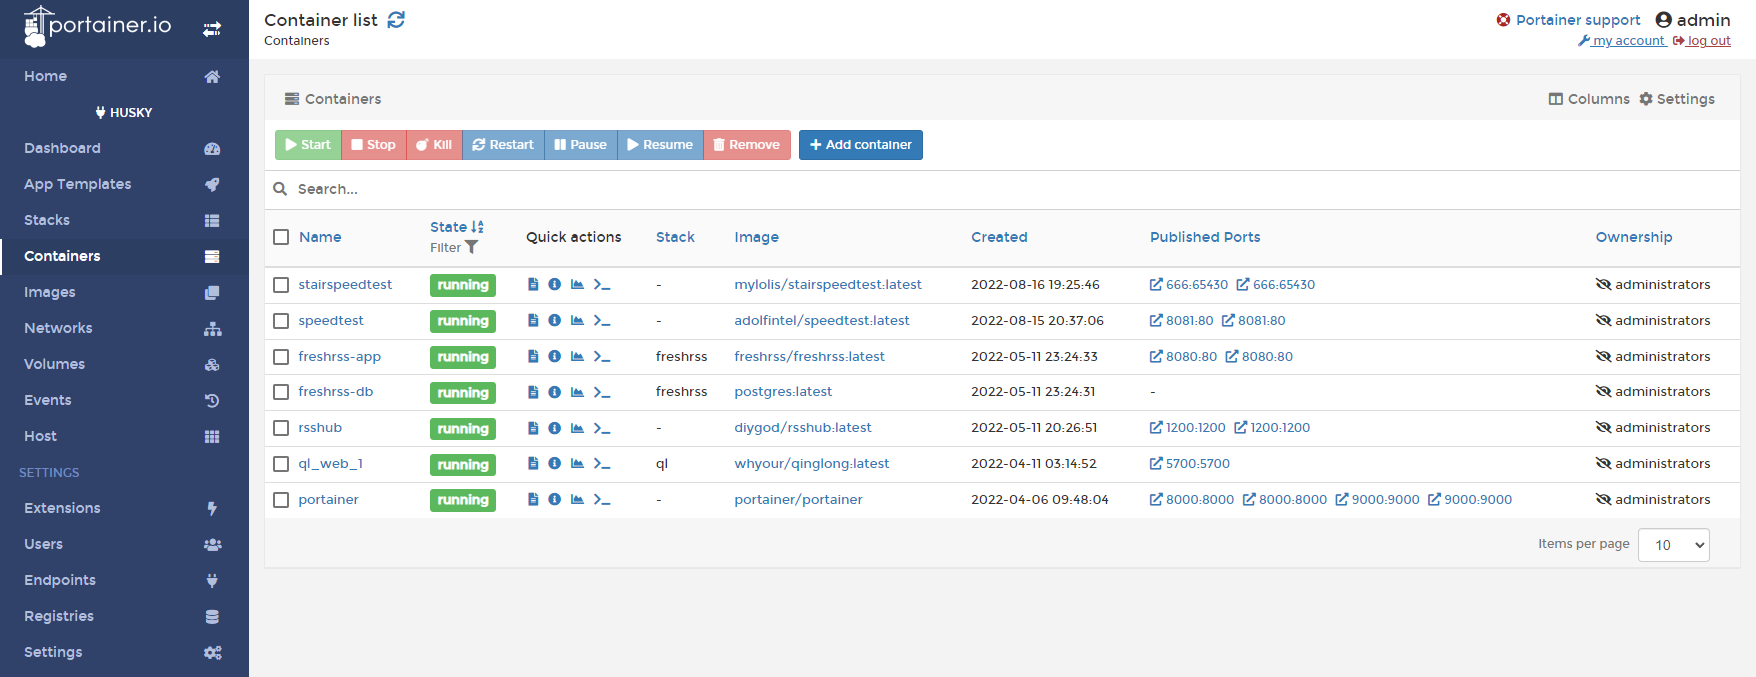 portainer.io
Home
HUSKY
Dashboard
App Templates
Stacks
Containers
Images
Networks
Volumes
Events
Host
SETTINGS
Extensions
Users
Endpoints
Registries
Settings
Container list
Containers
Portainer support admin
my account log out
Containers
Columns Settings
Start Stop Kill Restart Pause Resume Remove Add container
Search...
Name State Filter Quick actions Stack Image Created Published Ports Ownership
stairspeedtest running - mylolis/stairspeedtest:latest 2022-08-16 19:25:46 666:65430 666:65430 administrators
speedtest running - adolfintel/speedtest:latest 2022-08-15 20:37:06 8081:80 8081:80 administrators
freshrss-app running freshrss freshrss/freshrss:latest 2022-05-11 23:24:33 8080:80 8080:80 administrators
freshrss-db running freshrss postgres:latest 2022-05-11 23:24:31 - administrators
rsshub running - diygod/rsshub:latest 2022-05-11 20:26:51 1200:1200 1200:1200 administrators
ql_web_1 running ql whyour/qinglong:latest 2022-04-11 03:14:52 5700:5700 administrators
portainer running - portainer/portainer 2022-04-06 09:48:04 8000:8000 8000:8000 9000:9000 9000:9000 administrators
Items per page 10